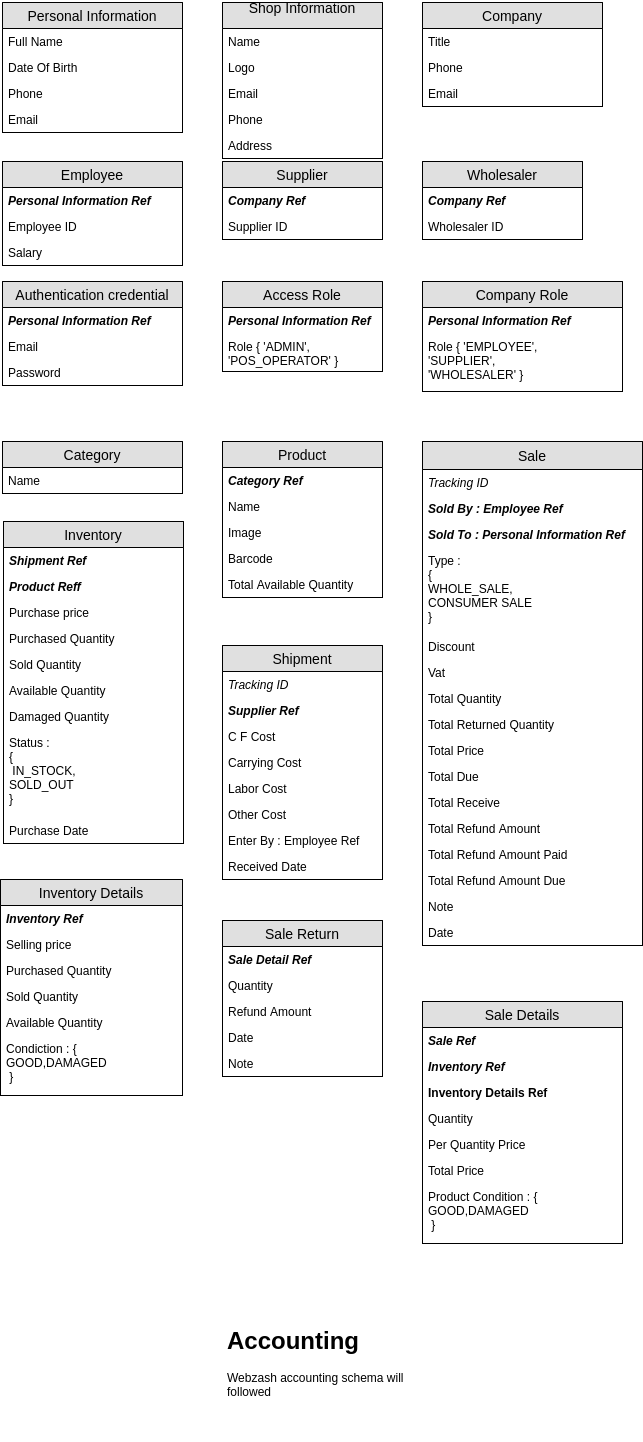 Personal Information
Full Name
Date Of Birth
Phone
Email
Shop Information
Name
Logo
Email
Phone
Address
Company
Title
Phone
Email
Employee
Personal Information Ref
Employee ID
Salary
Supplier
Company Ref
Supplier ID
Wholesaler
Company Ref
Wholesaler ID
Authentication credential
Personal Information Ref
Email
Password
Access Role
Personal Information Ref
Role { 'ADMIN',
'POS_OPERATOR' }
Company Role
Personal Information Ref
Role { 'EMPLOYEE',
'SUPPLIER',
'WHOLESALER' }
Category
Name
Product
Category Ref
Name
Image
Barcode
Total Available Quantity
Sale
Tracking ID
Sold By : Employee Ref
Sold To : Personal Information Ref
Type :
{
WHOLE_SALE,
CONSUMER SALE
}
Discount
Vat
Total Quantity
Total Returned Quantity
Total Price
Total Due
Total Receive
Total Refund Amount
Total Refund Amount Paid
Total Refund Amount Due
Note
Date
Inventory
Shipment Ref
Product Reff
Purchase price
Purchased Quantity
Sold Quantity
Available Quantity
Damaged Quantity
Status :
{
IN_STOCK,
SOLD_OUT
}
Purchase Date
Shipment
Tracking ID
Supplier Ref
C F Cost
Carrying Cost
Labor Cost
Other Cost
Enter By : Employee Ref
Received Date
Inventory Details
Inventory Ref
Selling price
Purchased Quantity
Sold Quantity
Available Quantity
Condiction : {
GOOD,DAMAGED
}
Sale Return
Sale Detail Ref
Quantity
Refund Amount
Date
Note
Sale Details
Sale Ref
Inventory Ref
Inventory Details Ref
Quantity
Per Quantity Price
Total Price
Product Condition : {
GOOD,DAMAGED
}
Accounting
Webzash accounting schema will
followed